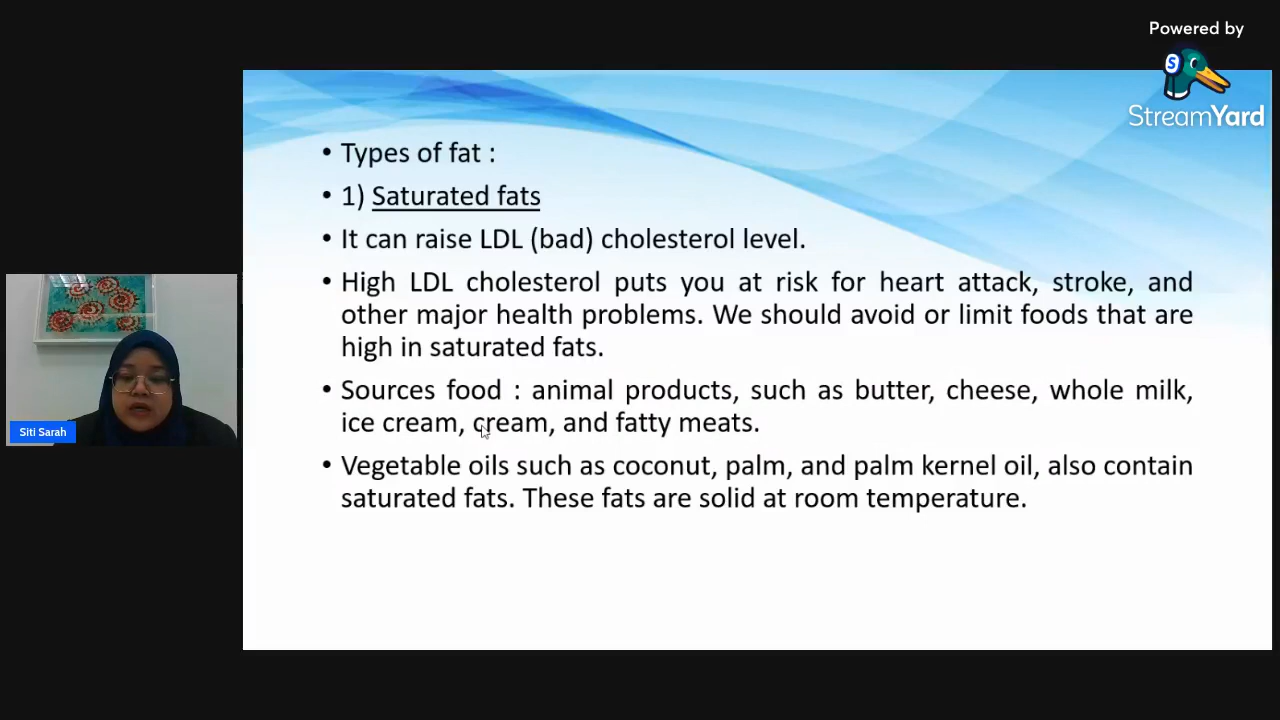 Powered by
S
StreamYard
• Types of fat :
• 1) Saturated fats
• It can raise LDL (bad) cholesterol level.
• High LDL cholesterol puts you at risk for heart attack, stroke, and
other major health problems. We should avoid or limit foods that are
high in saturated fats.
• Sources food : animal products, such as butter, cheese, whole milk,
ice cream, cream, and fatty meats.
• Vegetable oils such as coconut, palm, and palm kernel oil, also contain
saturated fats. These fats are solid at room temperature.
Siti Sarah